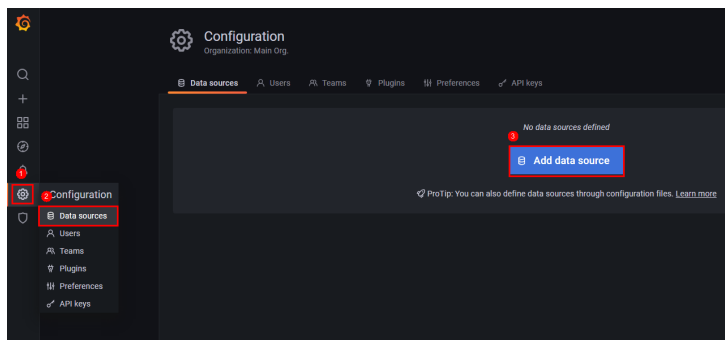 Configuration
Organization: Main Org.
Data sources
Users
Teams
Plugins
Preferences
API keys
No data sources defined
3
Add data source
ProTip: You can also define data sources through configuration files. Learn more
1
2
Configuration
Data sources
Users
Teams
Plugins
Preferences
API keys